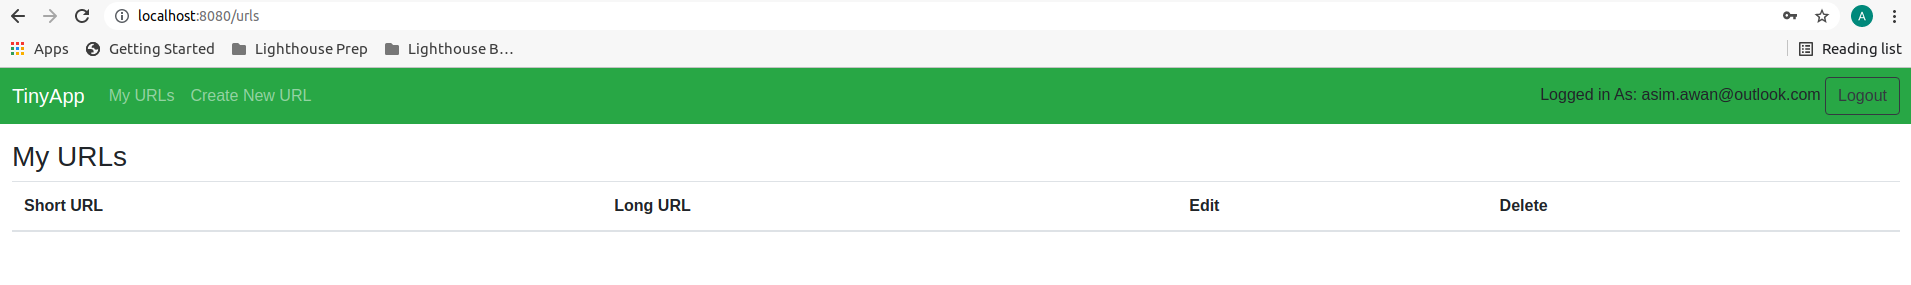 localhost:8080/urls
A
Apps Getting Started Lighthouse Prep Lighthouse B... Reading list
TinyApp My URLs Create New URL Logged in As: asim.awan@outlook.com Logout
My URLs
Short URL Long URL Edit Delete